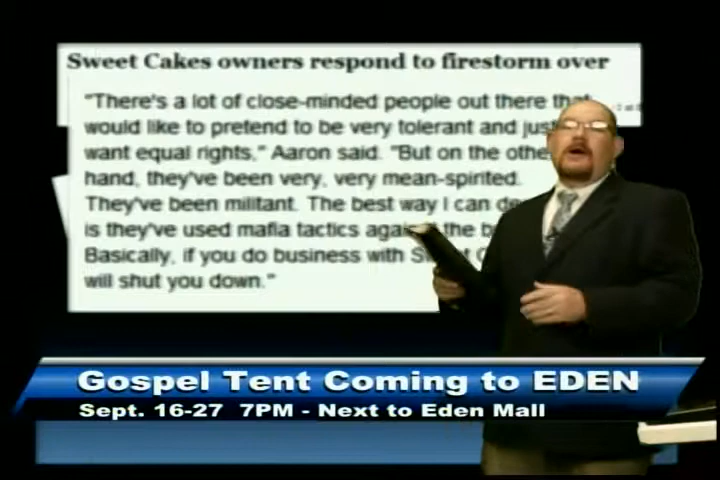 Sweet Cakes owners respond to firestorm over
"There's a lot of close-minded people out there that
would like to pretend to be very tolerant and just
want equal rights," Aaron said. "But on the other
hand, they've been very, very mean-spirited.
They've been militant. The best way I can
is they've used mafia tactics against the
Basically, if you do business with Sweet
will shut you down."
Gospel Tent Coming to EDEN
Sept. 16-27 7PM - Next to Eden Mall